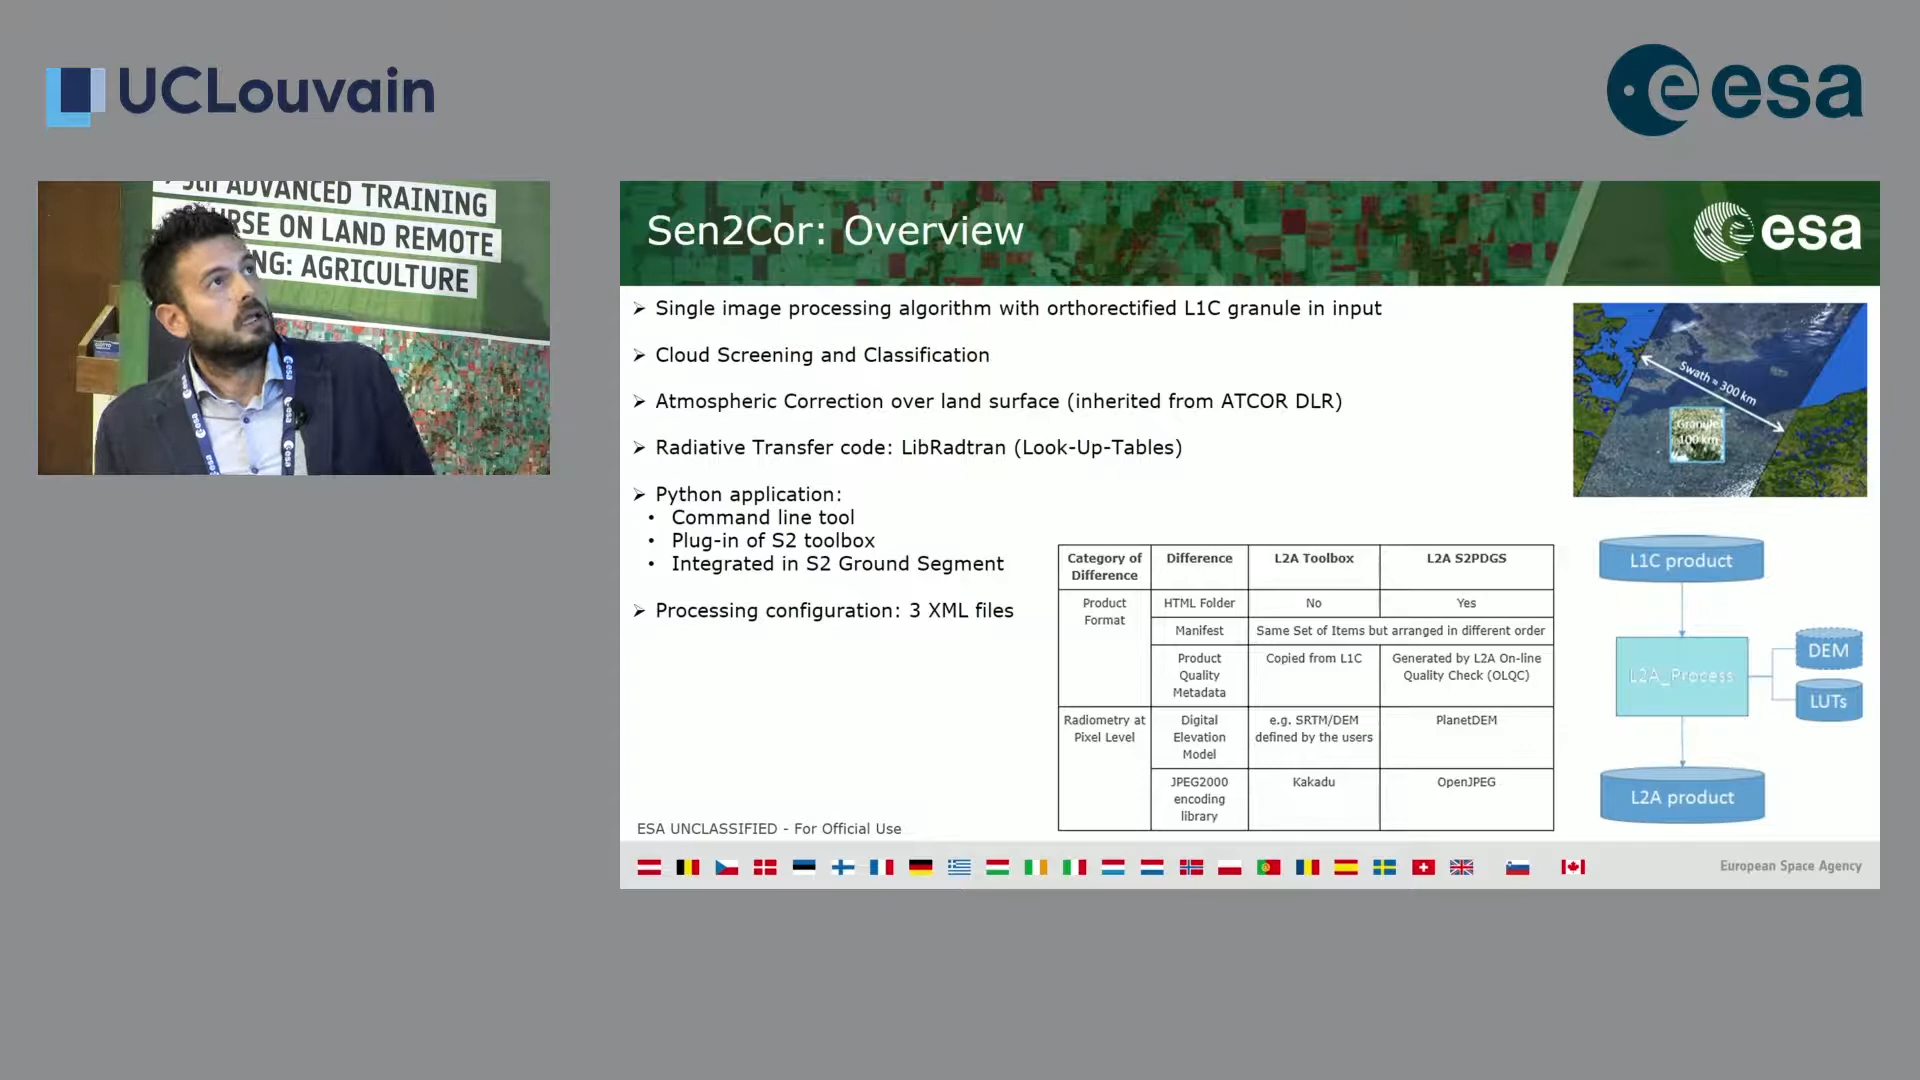 UCLouvain
esa
5th ADVANCED TRAINING
ON LAND REMOTE
AGRICULTURE
Sen2Cor: Overview
esa
Single image processing algorithm with orthorectified L1C granule in input
Cloud Screening and Classification
Atmospheric Correction over land surface (inherited from ATCOR DLR)
Radiative Transfer code: LibRadtran (Look-Up-Tables)
Python application:
• Command line tool
• Plug-in of S2 toolbox
• Integrated in S2 Ground Segment
Processing configuration: 3 XML files
Swath = 300 km
Granule
100 km
Category of Difference
Difference
L2A Toolbox
L2A S2PDGS
Product Format
HTML Folder
No
Yes
Manifest
Same Set of Items but arranged in different order
Product Quality Metadata
Copied from L1C
Generated by L2A On-line Quality Check (OLQC)
Radiometry at Pixel Level
Digital Elevation Model
e.g. SRTM/DEM defined by the users
PlanetDEM
JPEG2000 encoding library
Kakadu
OpenJPEG
L1C product
L2A_Process
DEM
LUTs
L2A product
ESA UNCLASSIFIED - For Official Use
European Space Agency